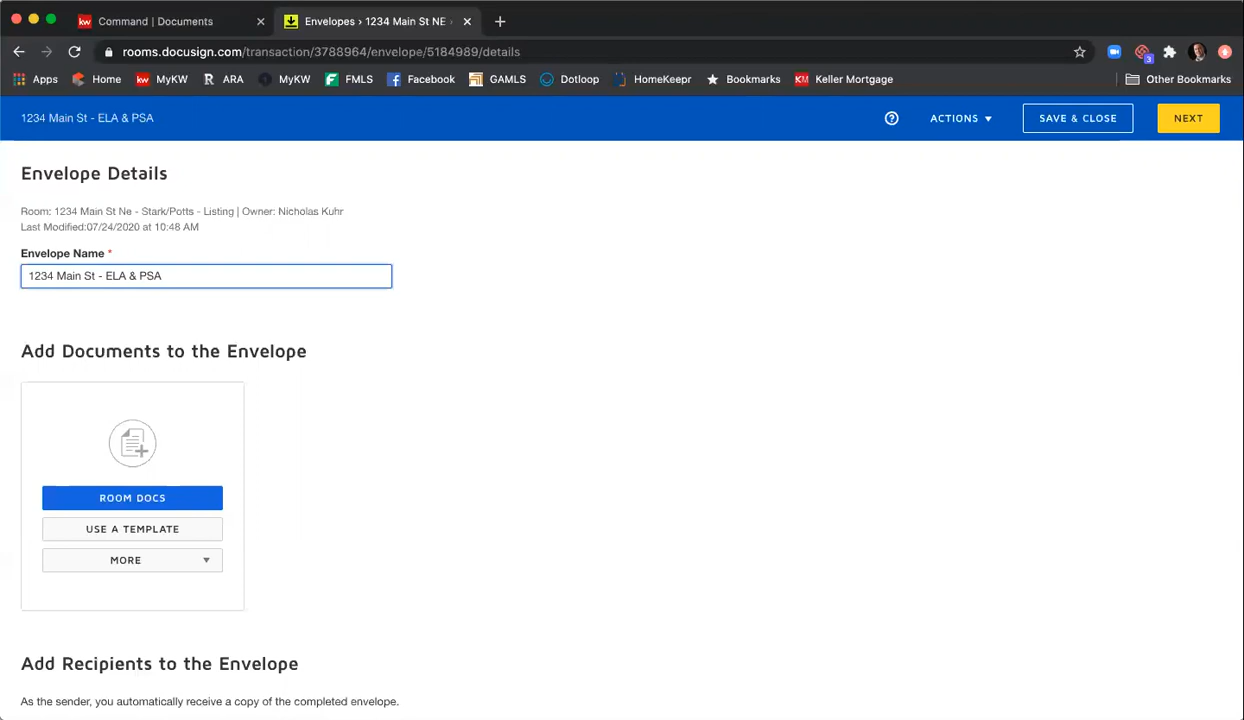 Command | Documents
Envelopes › 1234 Main St NE ›
rooms.docusign.com/transaction/3788964/envelope/5184989/details
3
Apps Home kw MyKW R ARA MyKW FMLS Facebook GAMLS Dotloop HomeKeepr Bookmarks KM Keller Mortgage Other Bookmarks
1234 Main St - ELA & PSA
? ACTIONS SAVE & CLOSE NEXT
Envelope Details
Room: 1234 Main St Ne - Stark/Potts - Listing | Owner: Nicholas Kuhr
Last Modified:07/24/2020 at 10:48 AM
Envelope Name *
1234 Main St - ELA & PSA
Add Documents to the Envelope
ROOM DOCS
USE A TEMPLATE
MORE
Add Recipients to the Envelope
As the sender, you automatically receive a copy of the completed envelope.